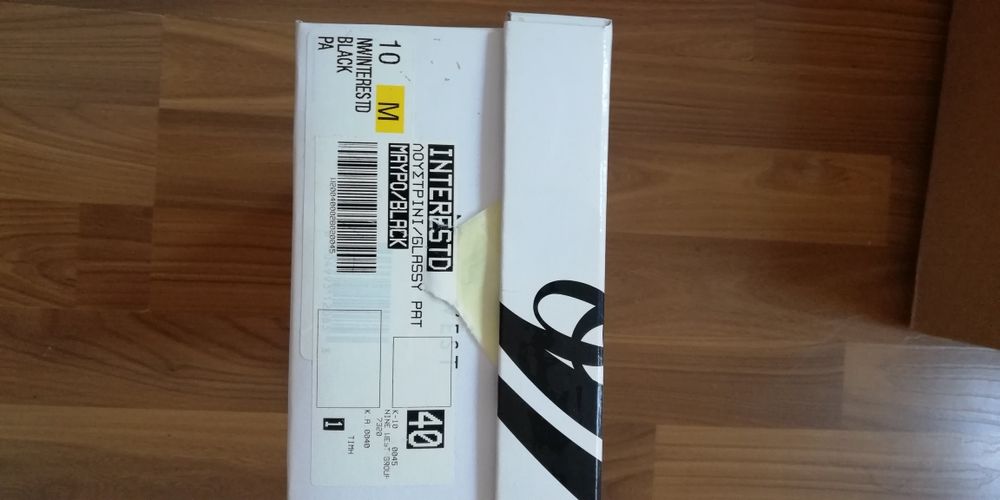 10
M
NWINTERESTD
BLACK
PA
INTERESTD
ΛΟΥΣΤΡΙΝΙ/GLASSY PAT
ΜΑΥΡΟ/BLACK
40
K-10 0045
NINE WEST GROUP
7320
K.A 0040
TIMH
1